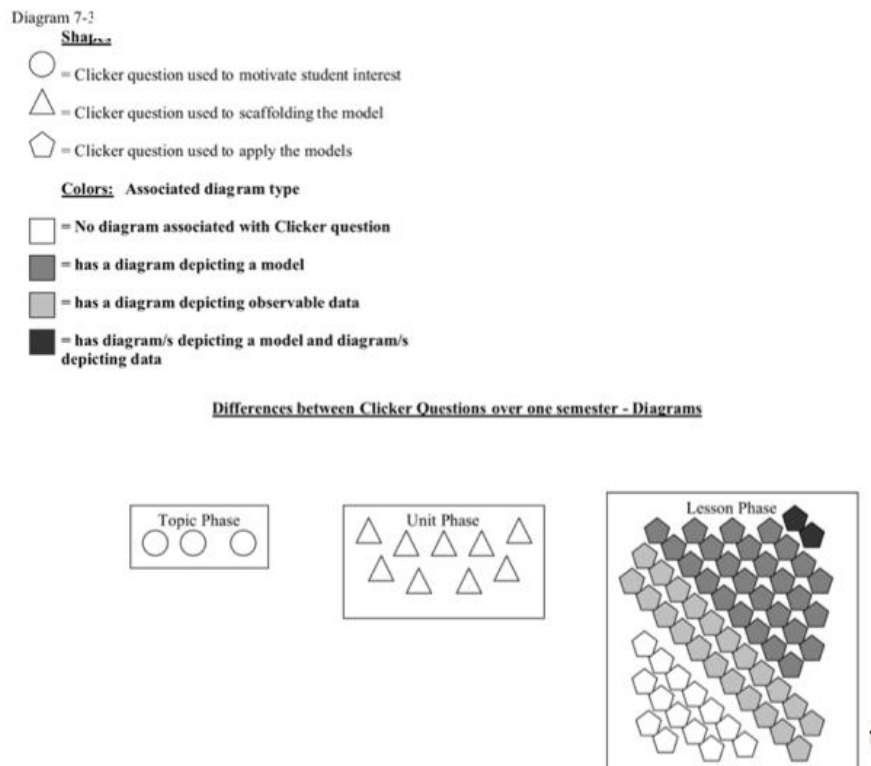 Diagram 7-3
Shapes
= Clicker question used to motivate student interest
= Clicker question used to scaffolding the model
= Clicker question used to apply the models
Colors: Associated diagram type
= No diagram associated with Clicker question
= has a diagram depicting a model
= has a diagram depicting observable data
= has diagram/s depicting a model and diagram/s
depicting data
Differences between Clicker Questions over one semester - Diagrams
Topic Phase
Unit Phase
Lesson Phase